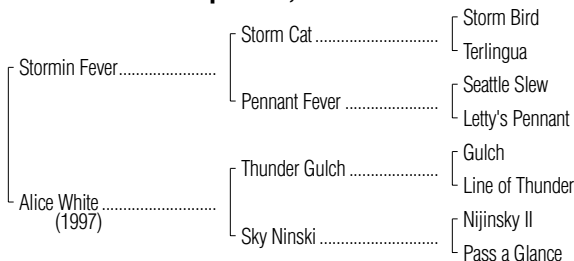 Storm Bird
Storm Cat
Terlingua
Stormin Fever
Seattle Slew
Pennant Fever
Letty's Pennant
Gulch
Thunder Gulch
Line of Thunder
Alice White
(1997)
Nijinsky II
Sky Ninski
Pass a Glance